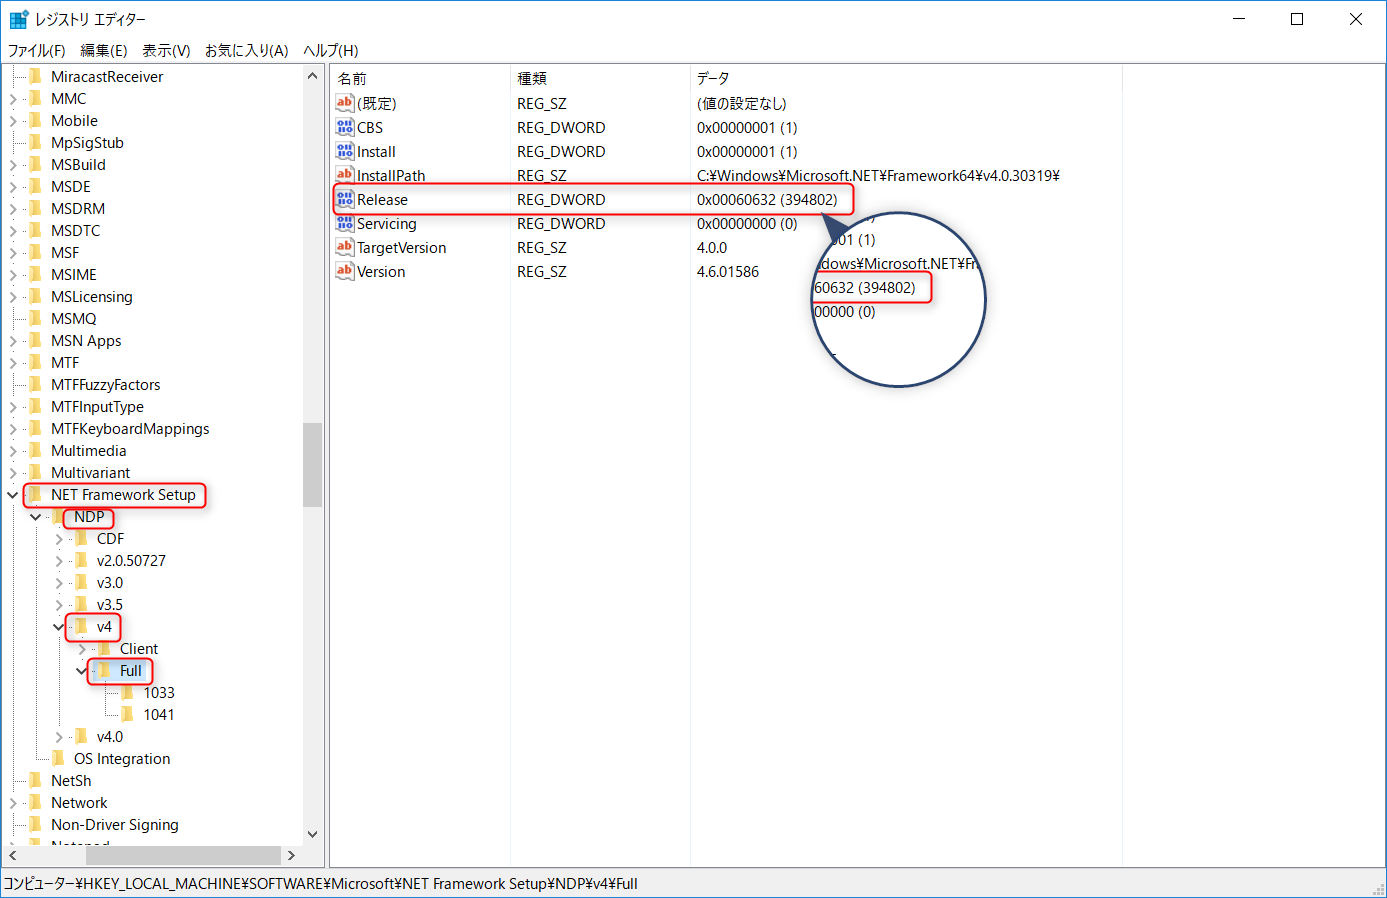 レジストリ エディター
ファイル(F) 編集(E) 表示(V) お気に入り(A) ヘルプ(H)
MiracastReceiver
MMC
Mobile
MpSigStub
MSBuild
MSDE
MSDRM
MSDTC
MSF
MSIME
MSLicensing
MSMQ
MSN Apps
MTF
MTFFuzzyFactors
MTFInputType
MTFKeyboardMappings
Multimedia
Multivariant
NET Framework Setup
NDP
CDF
v2.0.50727
v3.0
v3.5
v4
Client
Full
1033
1041
v4.0
OS Integration
NetSh
Network
Non-Driver Signing
名前 種類 データ
(既定) REG_SZ (値の設定なし)
CBS REG_DWORD 0x00000001 (1)
Install REG_DWORD 0x00000001 (1)
InstallPath REG_SZ C:¥Windows¥Microsoft.NET¥Framework64¥v4.0.30319¥
Release REG_DWORD 0x00060632 (394802)
Servicing REG_DWORD 0x00000000 (0)
TargetVersion REG_SZ 4.0.0
Version REG_SZ 4.6.01586
001 (1)
dows¥Microsoft.NET¥Fr
60632 (394802)
00000 (0)
コンピューター¥HKEY_LOCAL_MACHINE¥SOFTWARE¥Microsoft¥NET Framework Setup¥NDP¥v4¥Full